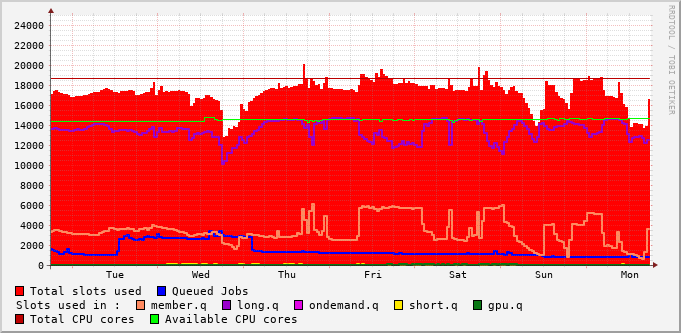 RRDTOOL / TOBI OETIKER
24000
22000
20000
18000
16000
14000
12000
10000
8000
6000
4000
2000
0
Tue Wed Thu Fri Sat Sun Mon
Total slots used Queued Jobs
Slots used in : member.q long.q ondemand.q short.q gpu.q
Total CPU cores Available CPU cores